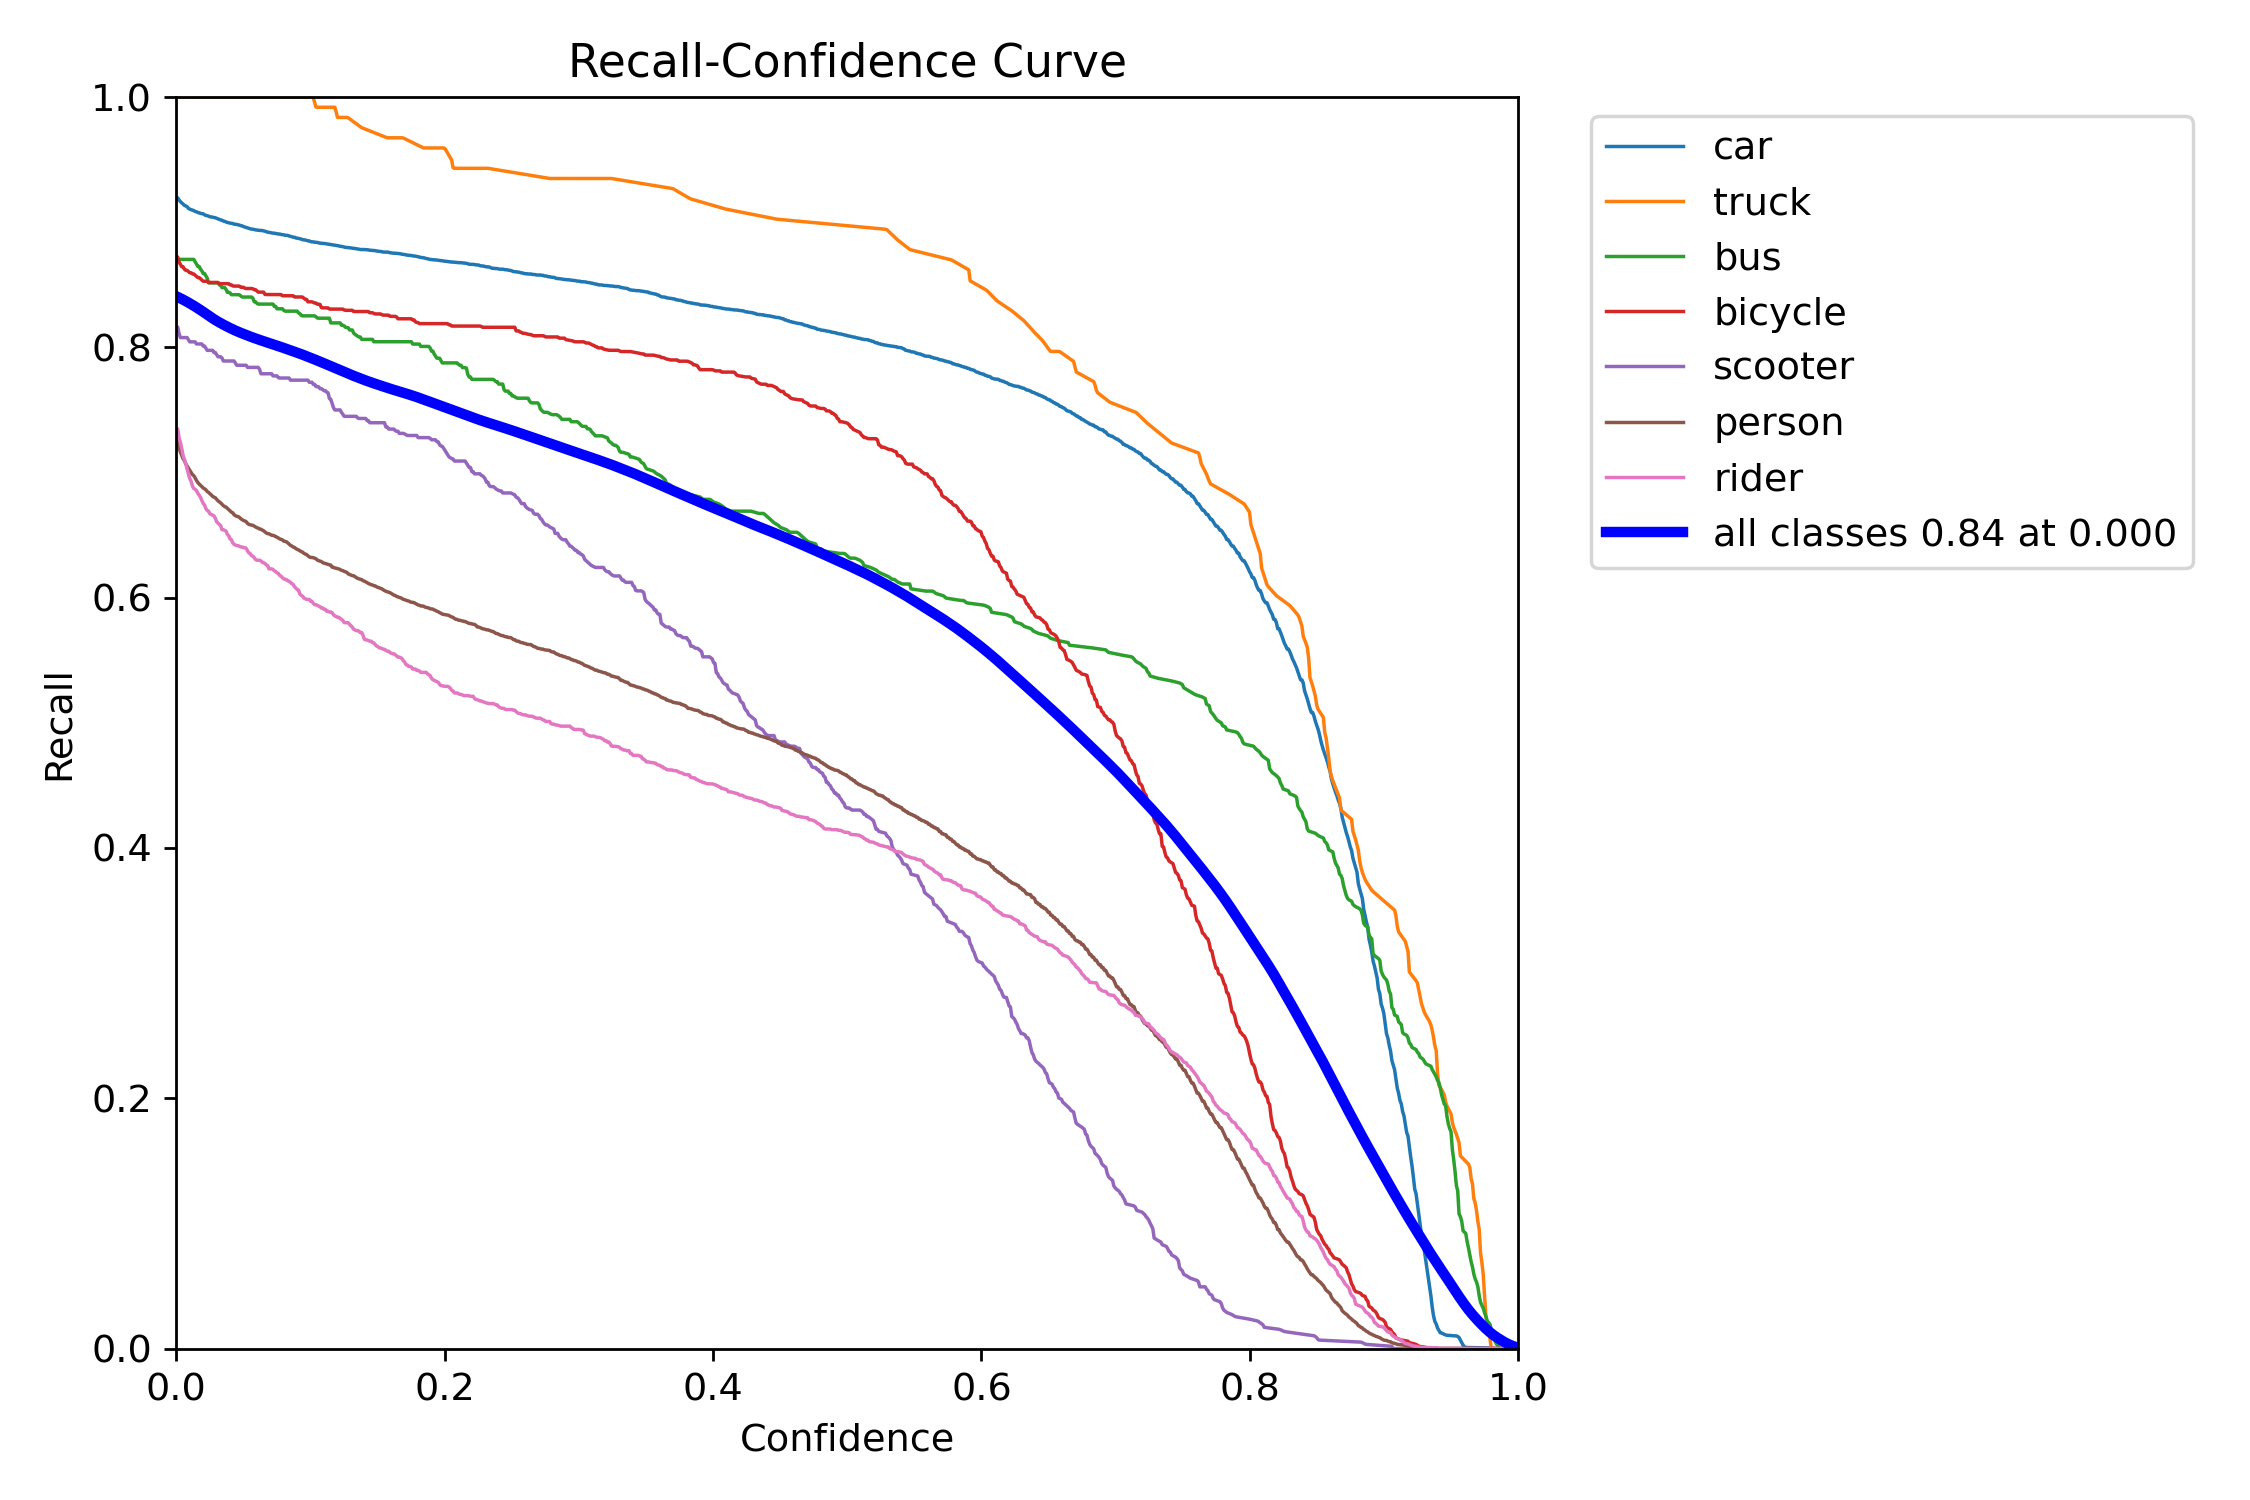 Recall-Confidence Curve
1.0
0.8
0.6
0.4
0.2
0.0
Recall
0.0 0.2 0.4 0.6 0.8 1.0
Confidence
car
truck
bus
bicycle
scooter
person
rider
all classes 0.84 at 0.000